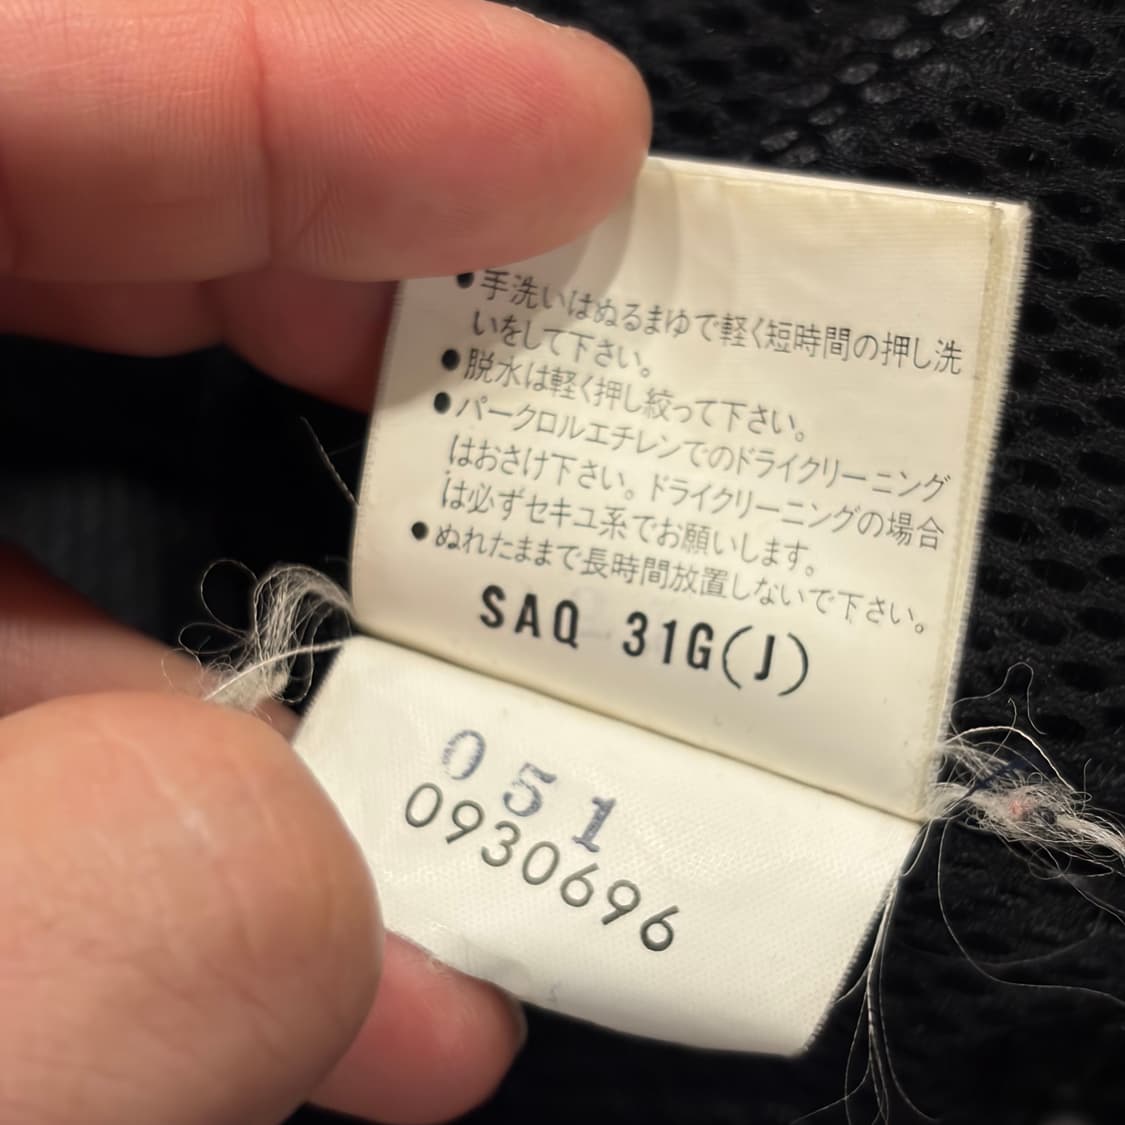 ●手洗いはぬるまゆで軽く短時間の押し洗
いをして下さい。
●脱水は軽く押し絞って下さい。
●パークロルエチレンでのドライクリーニング
はおさけ下さい。ドライクリーニングの場合
は必ずセキユ系でお願いします。
●ぬれたままで長時間放置しないで下さい。
SAQ 31G(J)
051
0930696